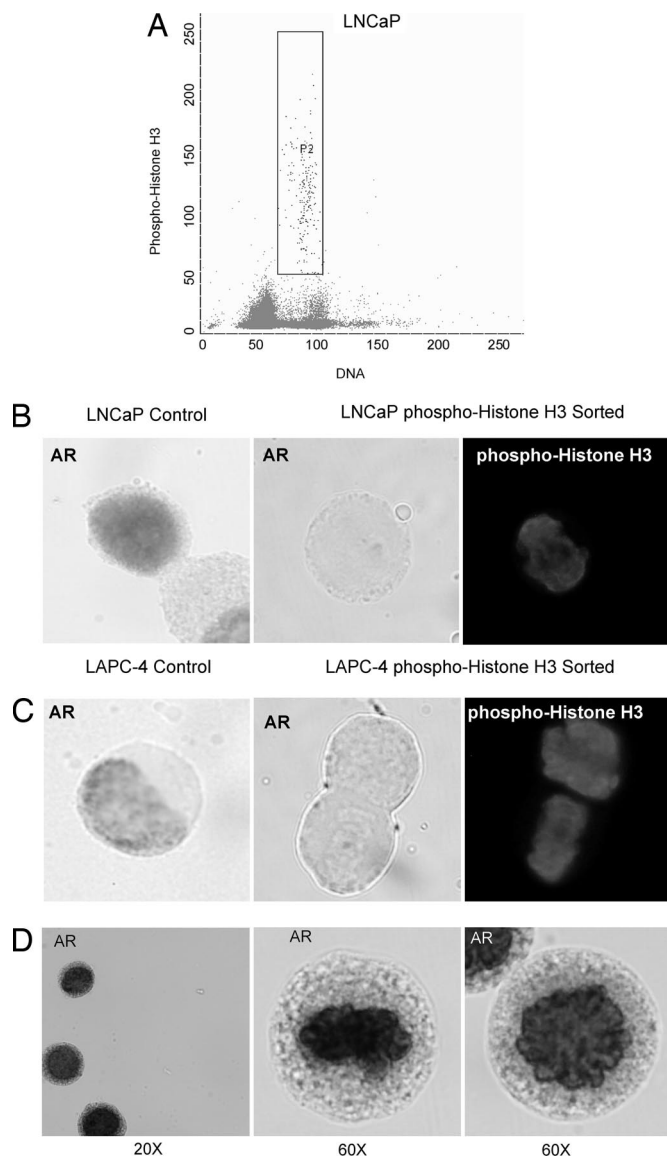 A
LNCaP
Phospho-Histone H3
250
200
150
100
50
0
P2
0 50 100 150 200 250
DNA
B
LNCaP Control
LNCaP phospho-Histone H3 Sorted
AR
AR
phospho-Histone H3
C
LAPC-4 Control
LAPC-4 phospho-Histone H3 Sorted
AR
AR
phospho-Histone H3
D
AR
AR
AR
20X
60X
60X